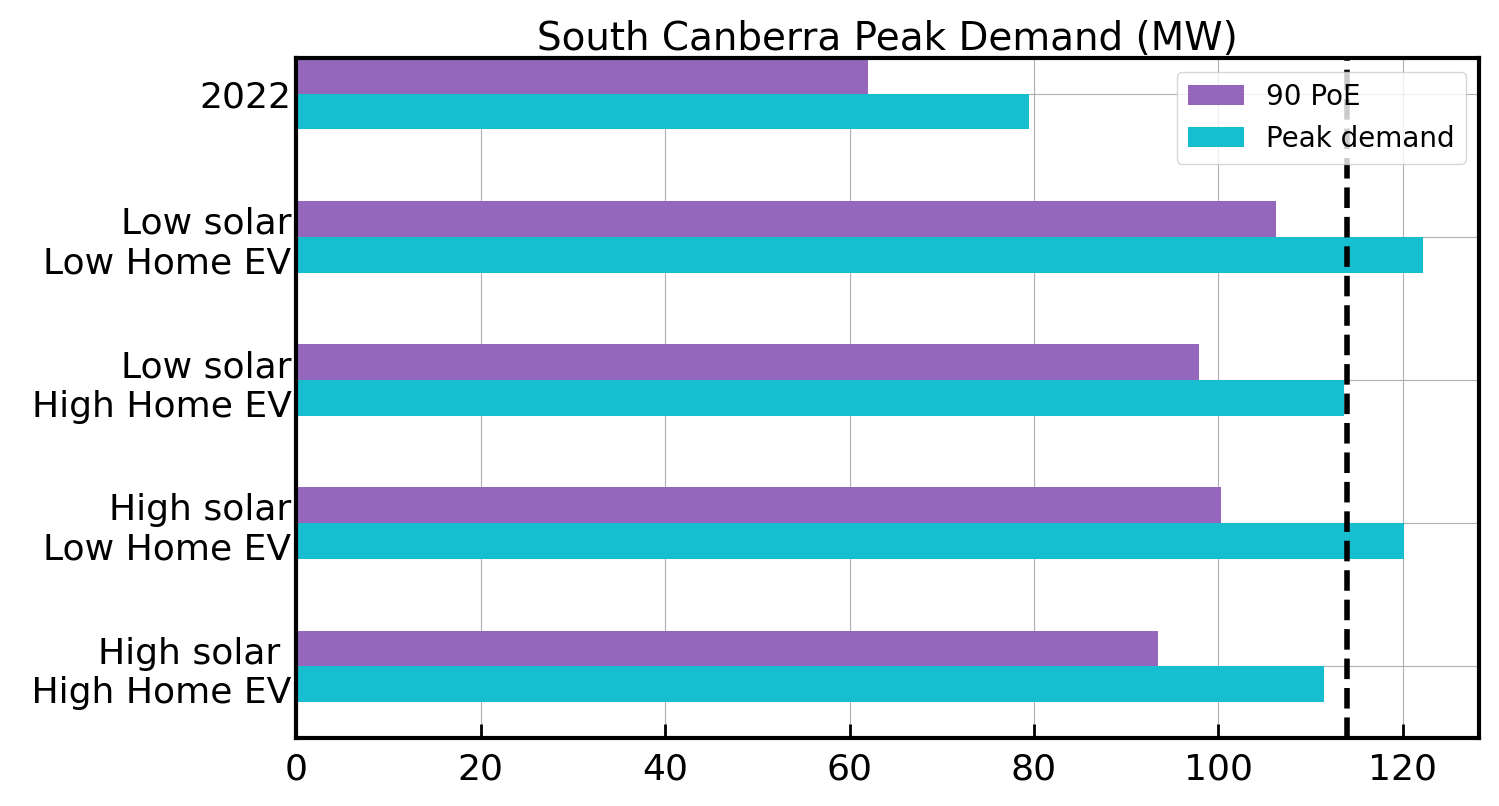 South Canberra Peak Demand (MW)
90 PoE
Peak demand
2022
Low solar
Low Home EV
Low solar
High Home EV
High solar
Low Home EV
High solar
High Home EV
0 20 40 60 80 100 120